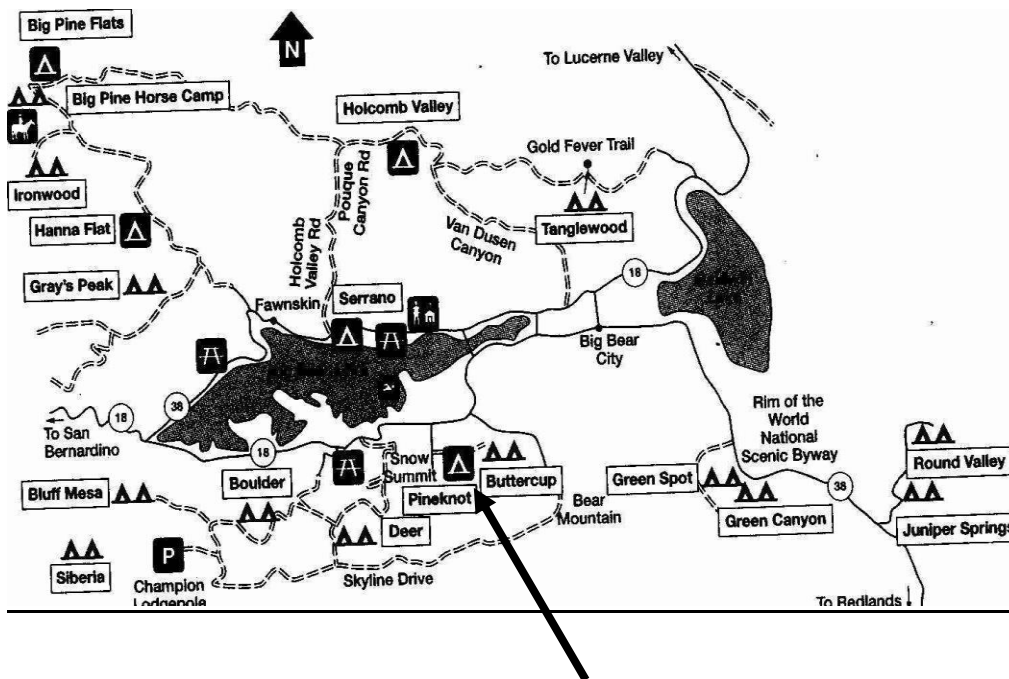 Big Pine Flats
N
To Lucerne Valley
Big Pine Horse Camp
Holcomb Valley
Gold Fever Trail
Ironwood
Pouque
Canyon Rd
Holcomb
Valley Rd
Hanna Flat
Van Dusen
Canyon
Tanglewood
Gray's Peak
18
Serrano
Fawnskin
Big Bear
City
38
18
To San
Bernardino
18
Rim of the
World
National
Scenic Byway
Snow
Summit
Round Valley
Bluff Mesa
Boulder
Buttercup
Green Spot
38
Pineknot
Bear
Mountain
Green Canyon
Juniper Springs
Deer
P
Siberia
Champion
Lodgepole
Skyline Drive
To Redlands